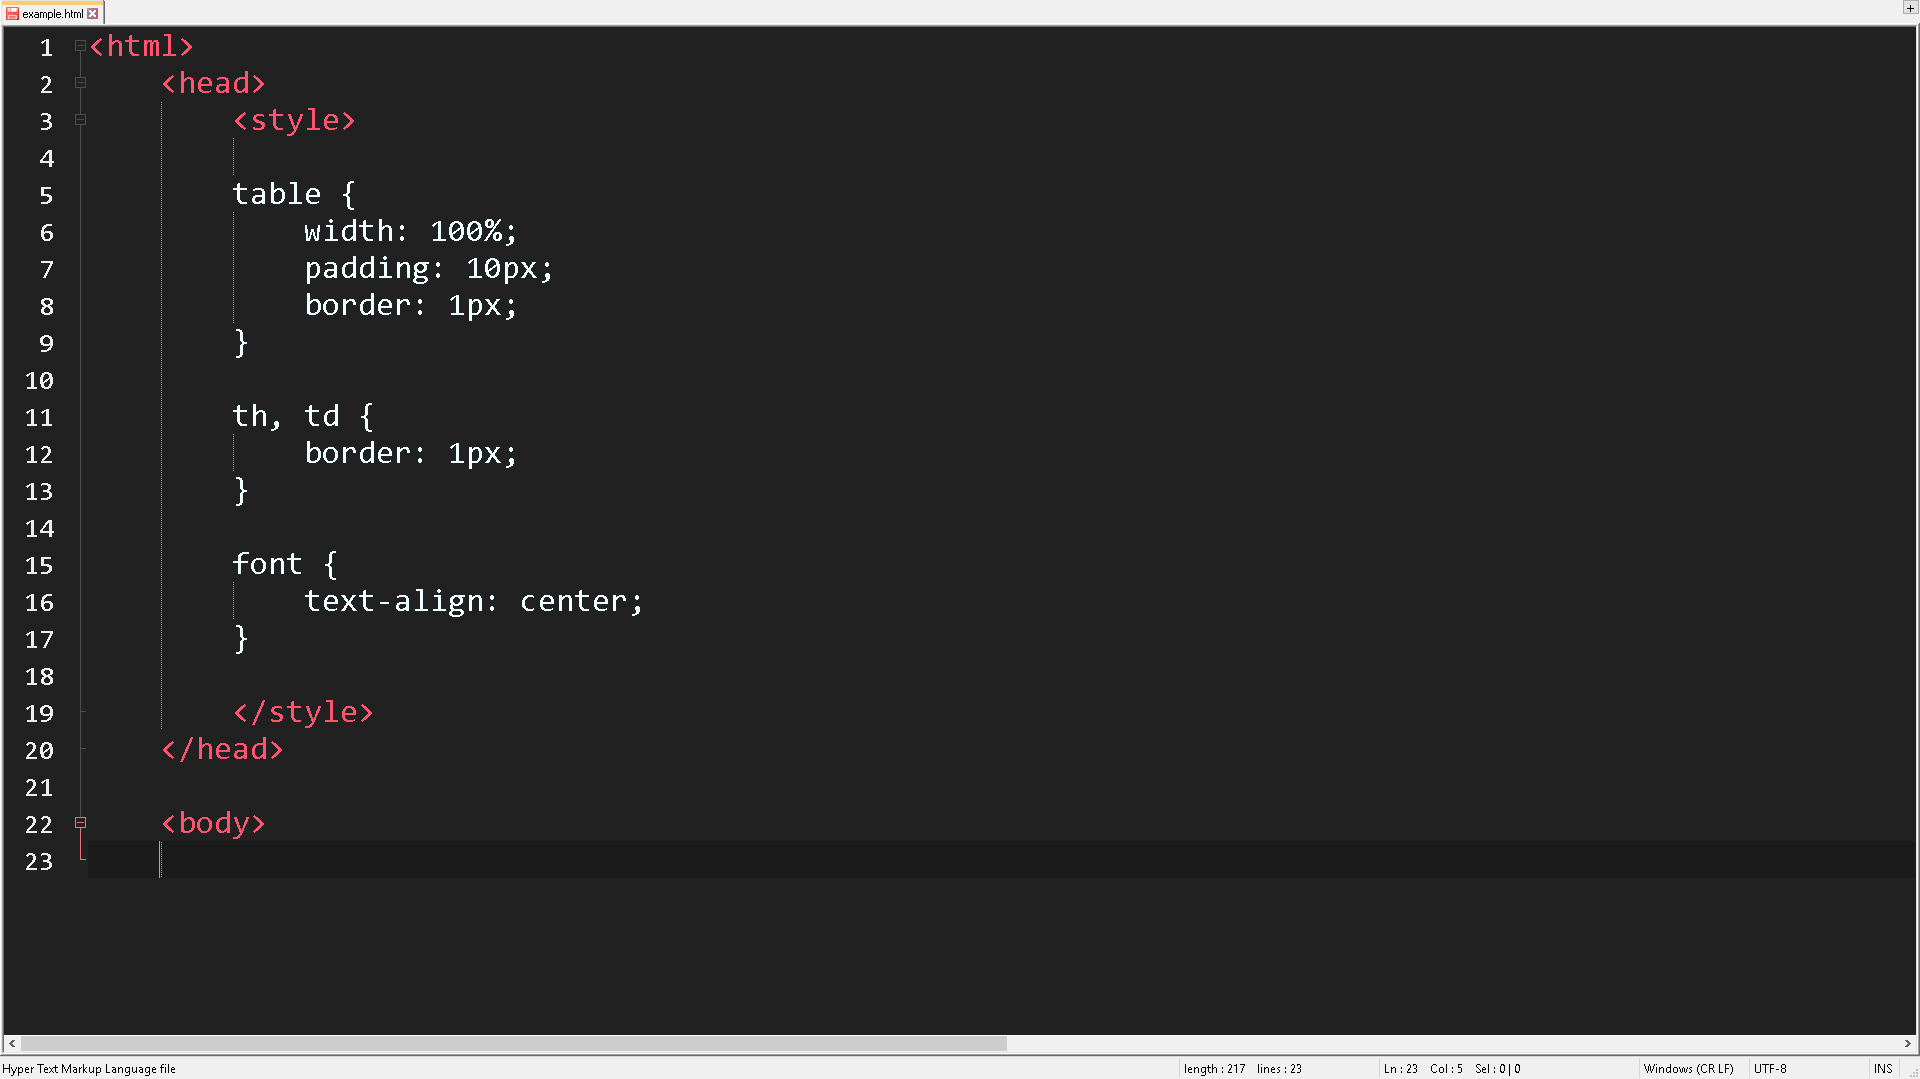 example.html
1 <html>
2 <head>
3 <style>
4
5 table {
6 width: 100%;
7 padding: 10px;
8 border: 1px;
9 }
10
11 th, td {
12 border: 1px;
13 }
14
15 font {
16 text-align: center;
17 }
18
19 </style>
20 </head>
21
22 <body>
23
Hyper Text Markup Language file length : 217 lines : 23 Ln : 23 Col : 5 Sel : 0 | 0 Windows (CR LF) UTF-8 INS